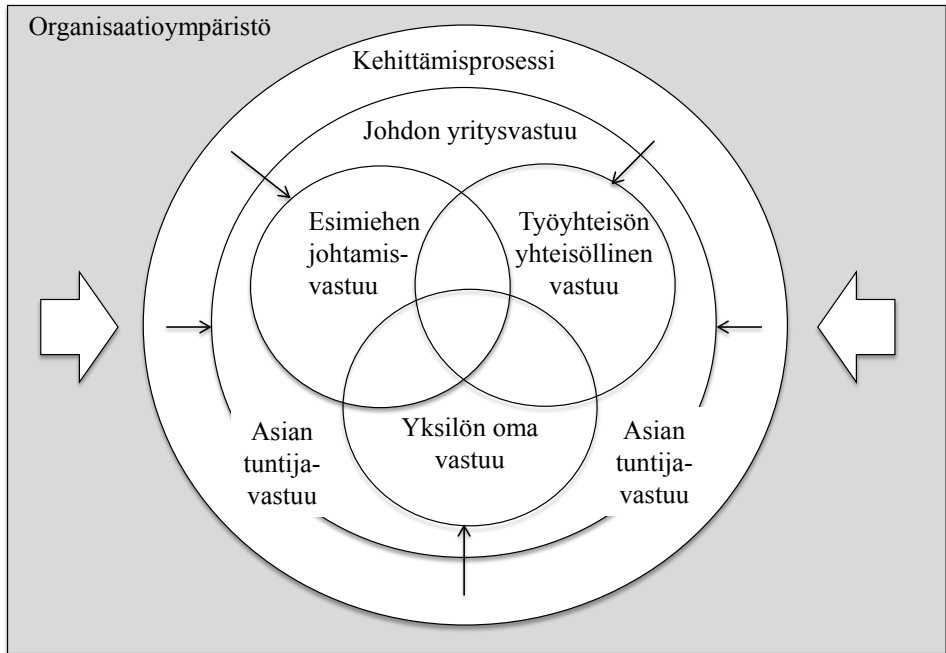 Organisaatioympäristö
Kehittämisprosessi
Johdon yritysvastuu
Esimiehen
johtamis-
vastuu
Työyhteisön
yhteisöllinen
vastuu
Asian
tuntija-
vastuu
Yksilön oma
vastuu
Asian
tuntija-
vastuu